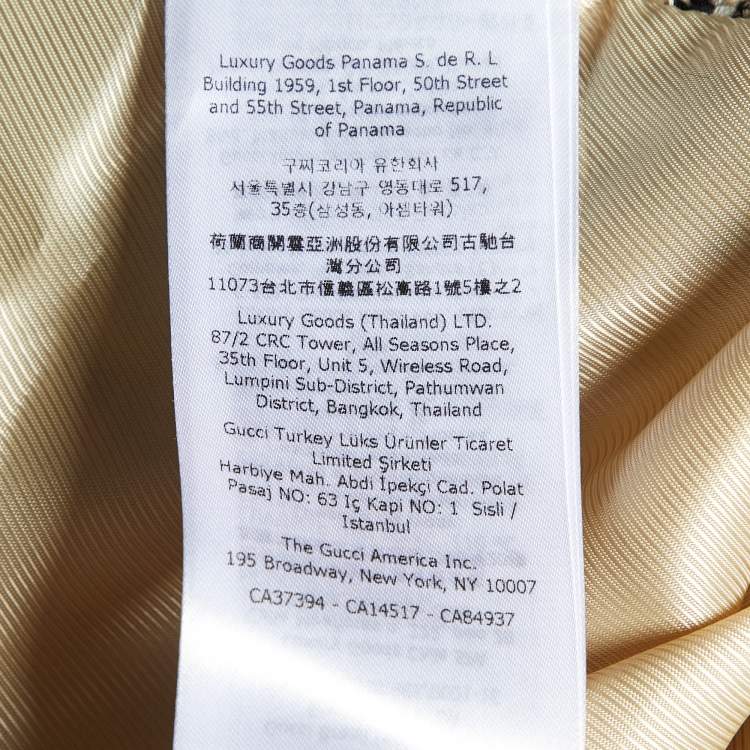 Luxury Goods Panama S. de R. L
Building 1959, 1st Floor, 50th Street
and 55th Street, Panama, Republic
of Panama
구찌코리아 유한회사
서울특별시 강남구 영동대로 517,
35층(삼성동, 아셈타워)
荷蘭商開雲亞洲股份有限公司古馳台
灣分公司
11073台北市信義區松高路1號5樓之2
Luxury Goods (Thailand) LTD.
87/2 CRC Tower, All Seasons Place,
35th Floor, Unit 5, Wireless Road,
Lumpini Sub-District, Pathumwan
District, Bangkok, Thailand
Gucci Turkey Lüks Ürünler Ticaret
Limited Şirketi
Harbiye Mah. Abdi İpekçi Cad. Polat
Pasaj NO: 63 Iç Kapi NO: 1 Sisli /
Istanbul
The Gucci America Inc.
195 Broadway, New York, NY 10007
CA37394 - CA14517 - CA84937